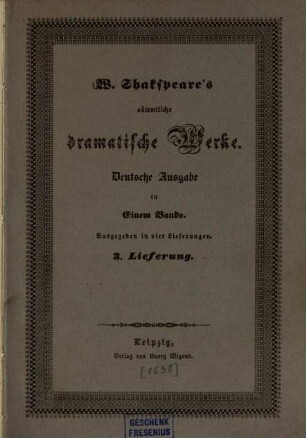 W. Shakspeare's
sämmtliche
dramatische Werke.
Deutsche Ausgabe
in
Einem Bande.
Ausgegeben in vier Lieferungen.
3. Lieferung.
Leipzig,
Verlag von Georg Wigand.
[1838]
GESCHENK
FRESENIUS